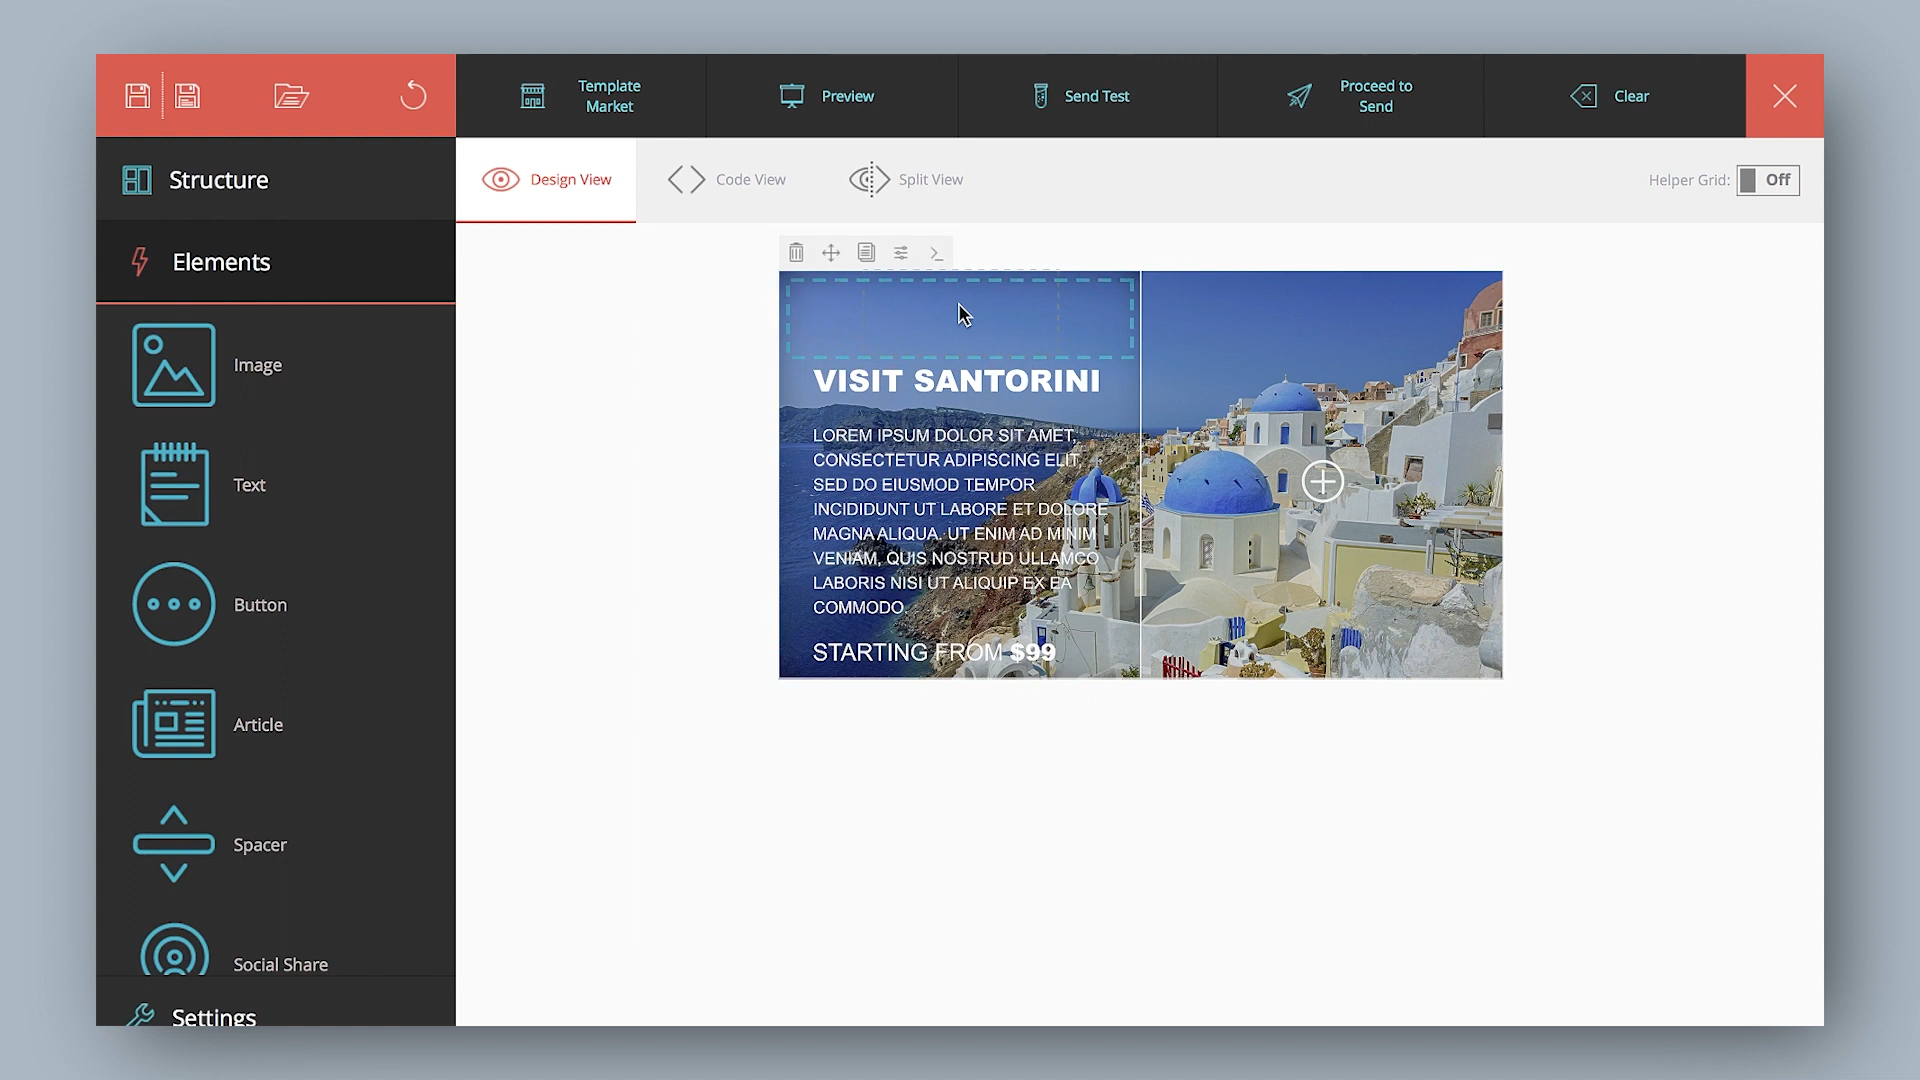 Template
Market
Preview
Send Test
Proceed to
Send
Clear
Structure
Design View
Code View
Split View
Helper Grid:
Off
Elements
Image
Text
Button
Article
Spacer
Social Share
Settings
VISIT SANTORINI
LOREM IPSUM DOLOR SIT AMET,
CONSECTETUR ADIPISCING ELIT,
SED DO EIUSMOD TEMPOR
INCIDIDUNT UT LABORE ET DOLORE
MAGNA ALIQUA. UT ENIM AD MINIM
VENIAM, QUIS NOSTRUD ULLAMCO
LABORIS NISI UT ALIQUIP EX EA
COMMODO.
STARTING FROM $99